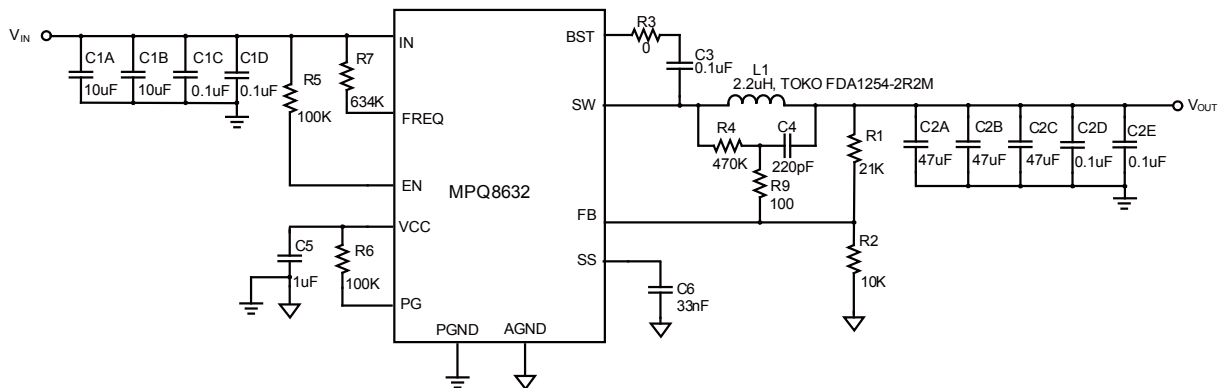 VIN
C1A
10uF
C1B
10uF
C1C
0.1uF
C1D
0.1uF
R5
100K
R7
634K
IN
FREQ
EN
VCC
PG
C5
1uF
R6
100K
MPQ8632
PGND
AGND
BST
SW
FB
SS
R3
0
C3
0.1uF
L1
2.2uH, TOKO FDA1254-2R2M
R4
470K
C4
220pF
R9
100
R1
21K
R2
10K
C6
33nF
C2A
47uF
C2B
47uF
C2C
47uF
C2D
0.1uF
C2E
0.1uF
VOUT